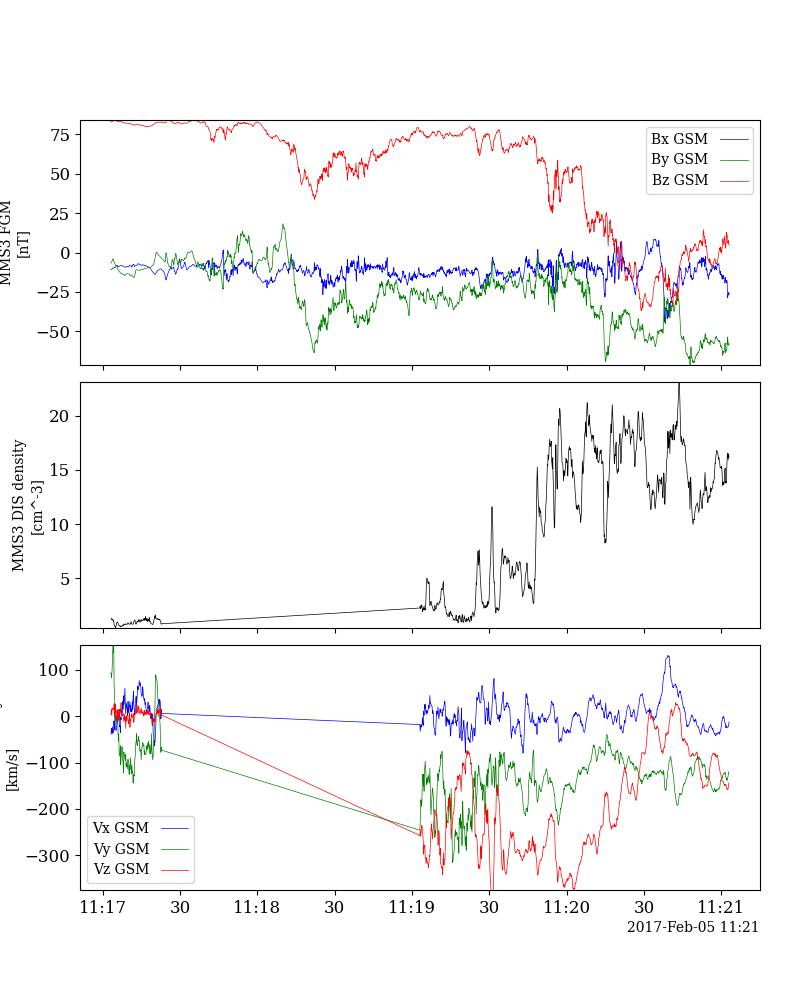 MMS3 FGM
[nT]
75
50
25
0
−25
−50
Bx GSM
By GSM
Bz GSM
MMS3 DIS density
[cm^-3]
20
15
10
5
[km/s]
100
0
−100
−200
−300
Vx GSM
Vy GSM
Vz GSM
11:17
30
11:18
30
11:19
30
11:20
30
11:21
2017-Feb-05 11:21